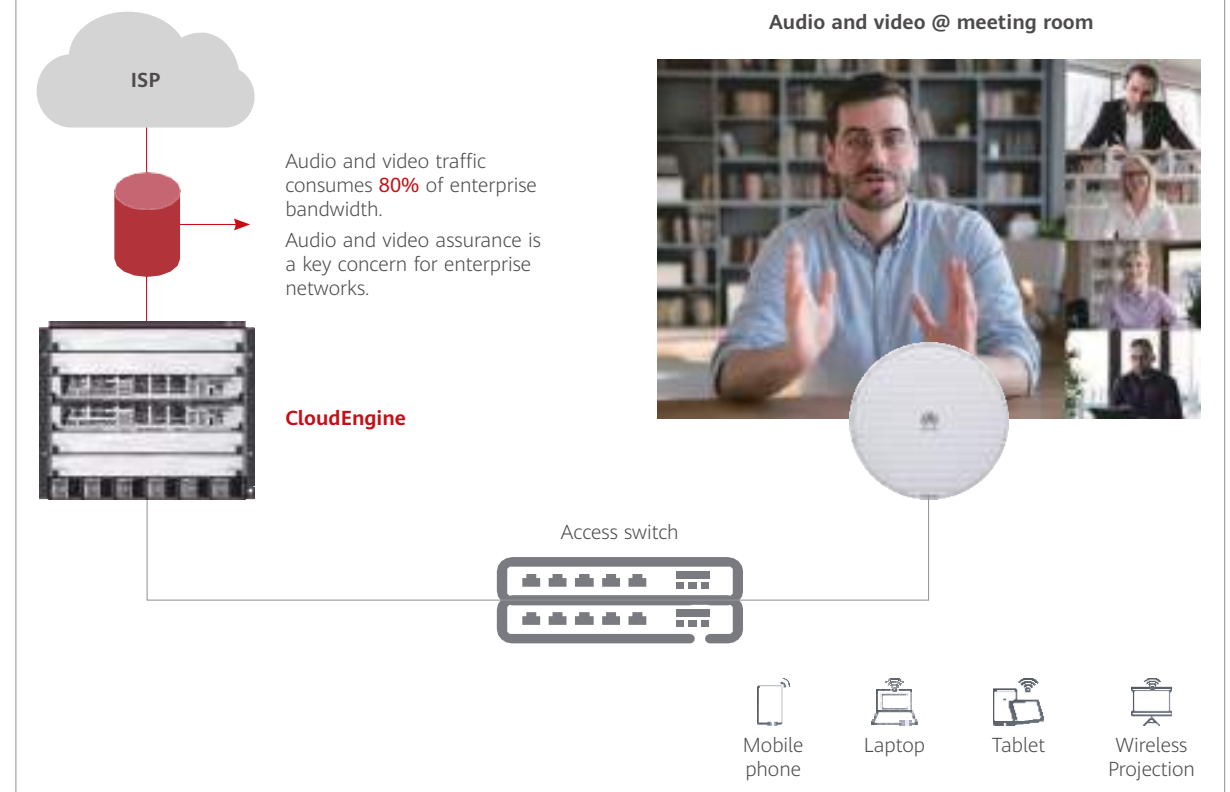 Audio and video @ meeting room
ISP
Audio and video traffic
consumes 80% of enterprise
bandwidth.
Audio and video assurance is
a key concern for enterprise
networks.
CloudEngine
Access switch
Mobile
phone
Laptop
Tablet
Wireless
Projection